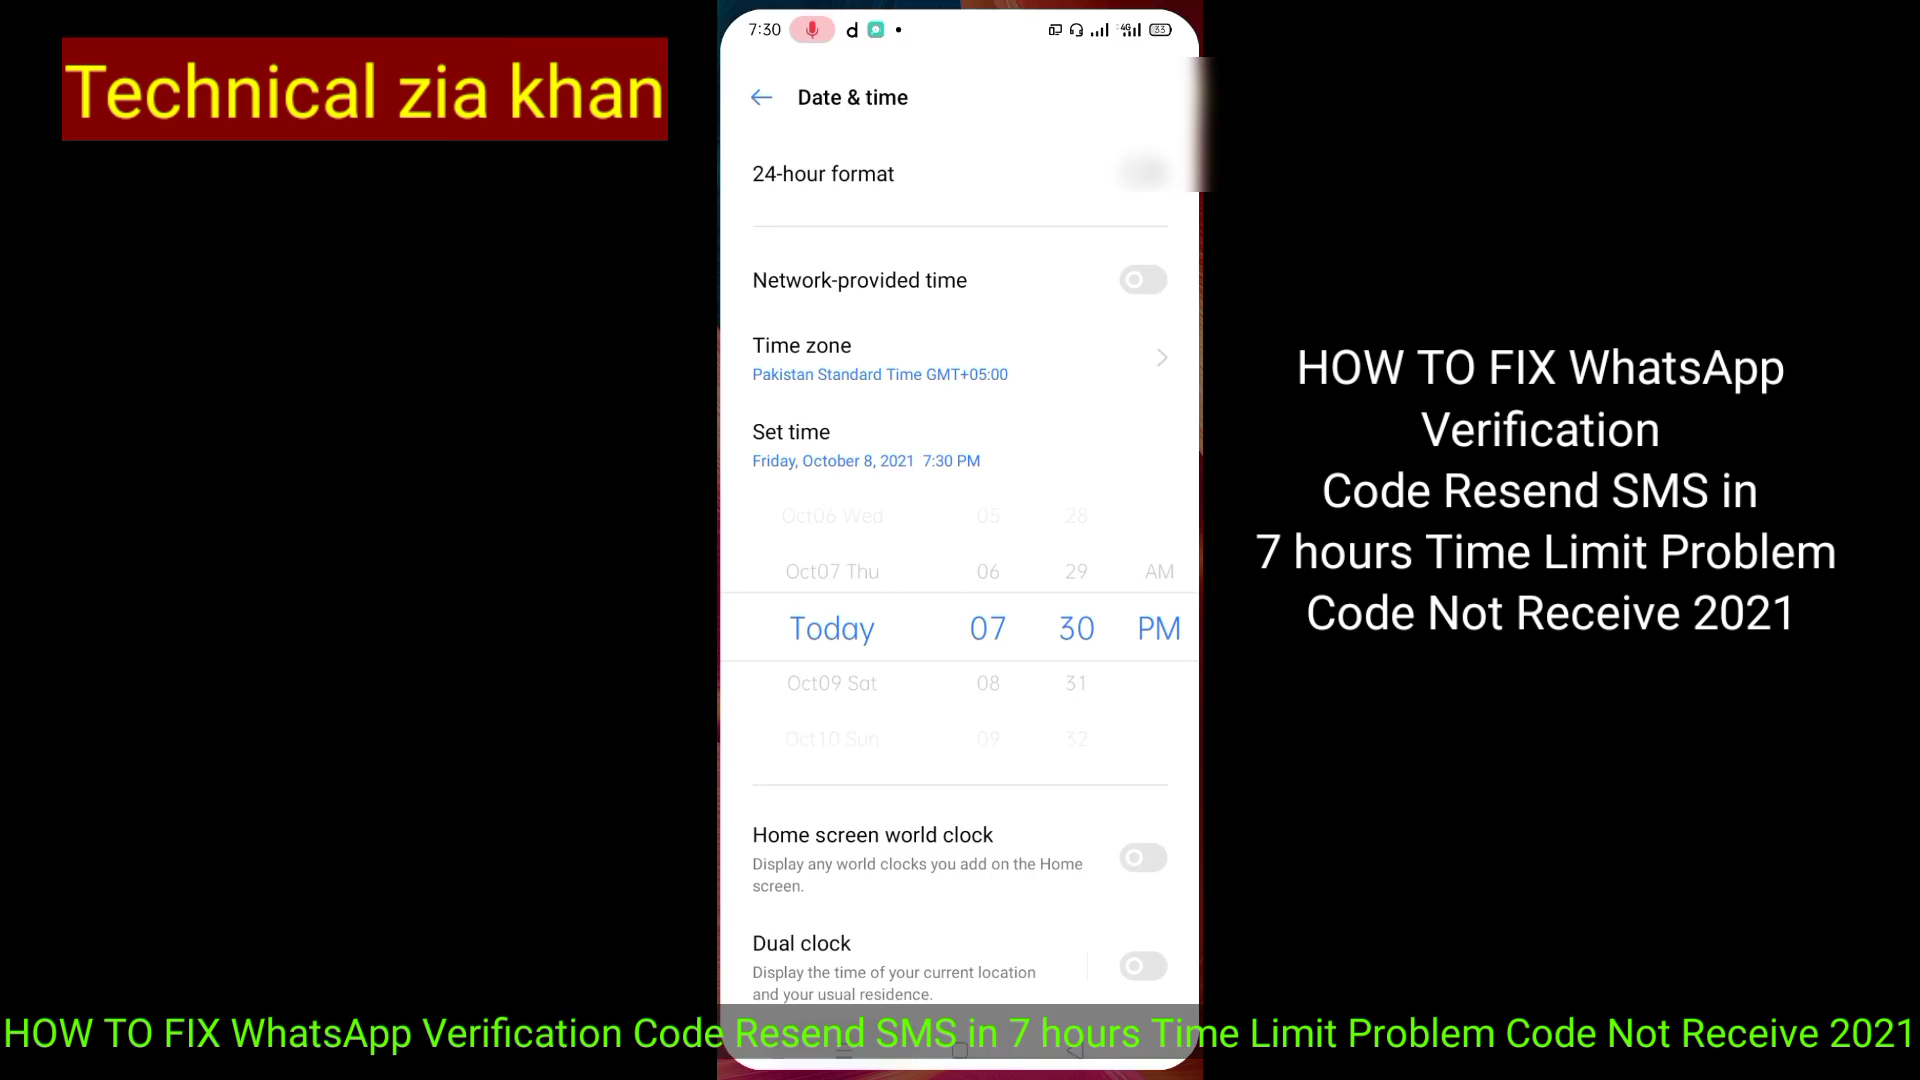 Technical zia khan
7:30
33
Date & time
24-hour format
Network-provided time
Time zone
Pakistan Standard Time GMT+05:00
Set time
Friday, October 8, 2021 7:30 PM
Oct06 Wed 05 28
Oct07 Thu 06 29 AM
Today 07 30 PM
Oct09 Sat 08 31
Oct10 Sun 09 32
Home screen world clock
Display any world clocks you add on the Home
screen.
Dual clock
Display the time of your current location
and your usual residence.
HOW TO FIX WhatsApp
Verification
Code Resend SMS in
7 hours Time Limit Problem
Code Not Receive 2021
HOW TO FIX WhatsApp Verification Code Resend SMS in 7 hours Time Limit Problem Code Not Receive 2021